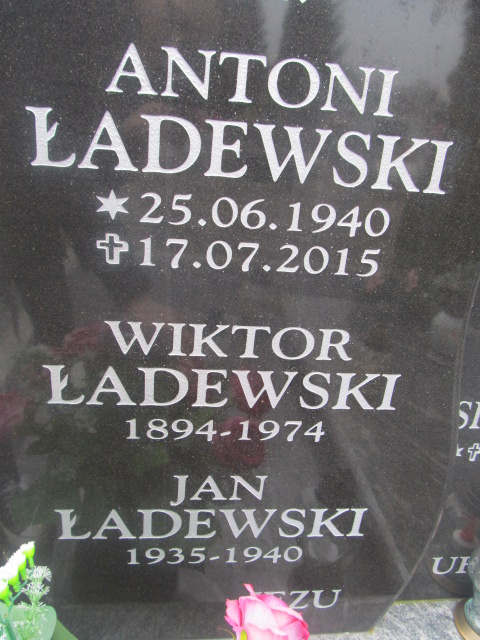 ANTONI
ŁADEWSKI
✶ 25.06.1940
✝ 17.07.2015
WIKTOR
ŁADEWSKI
1894-1974
JAN
ŁADEWSKI
1935-1940